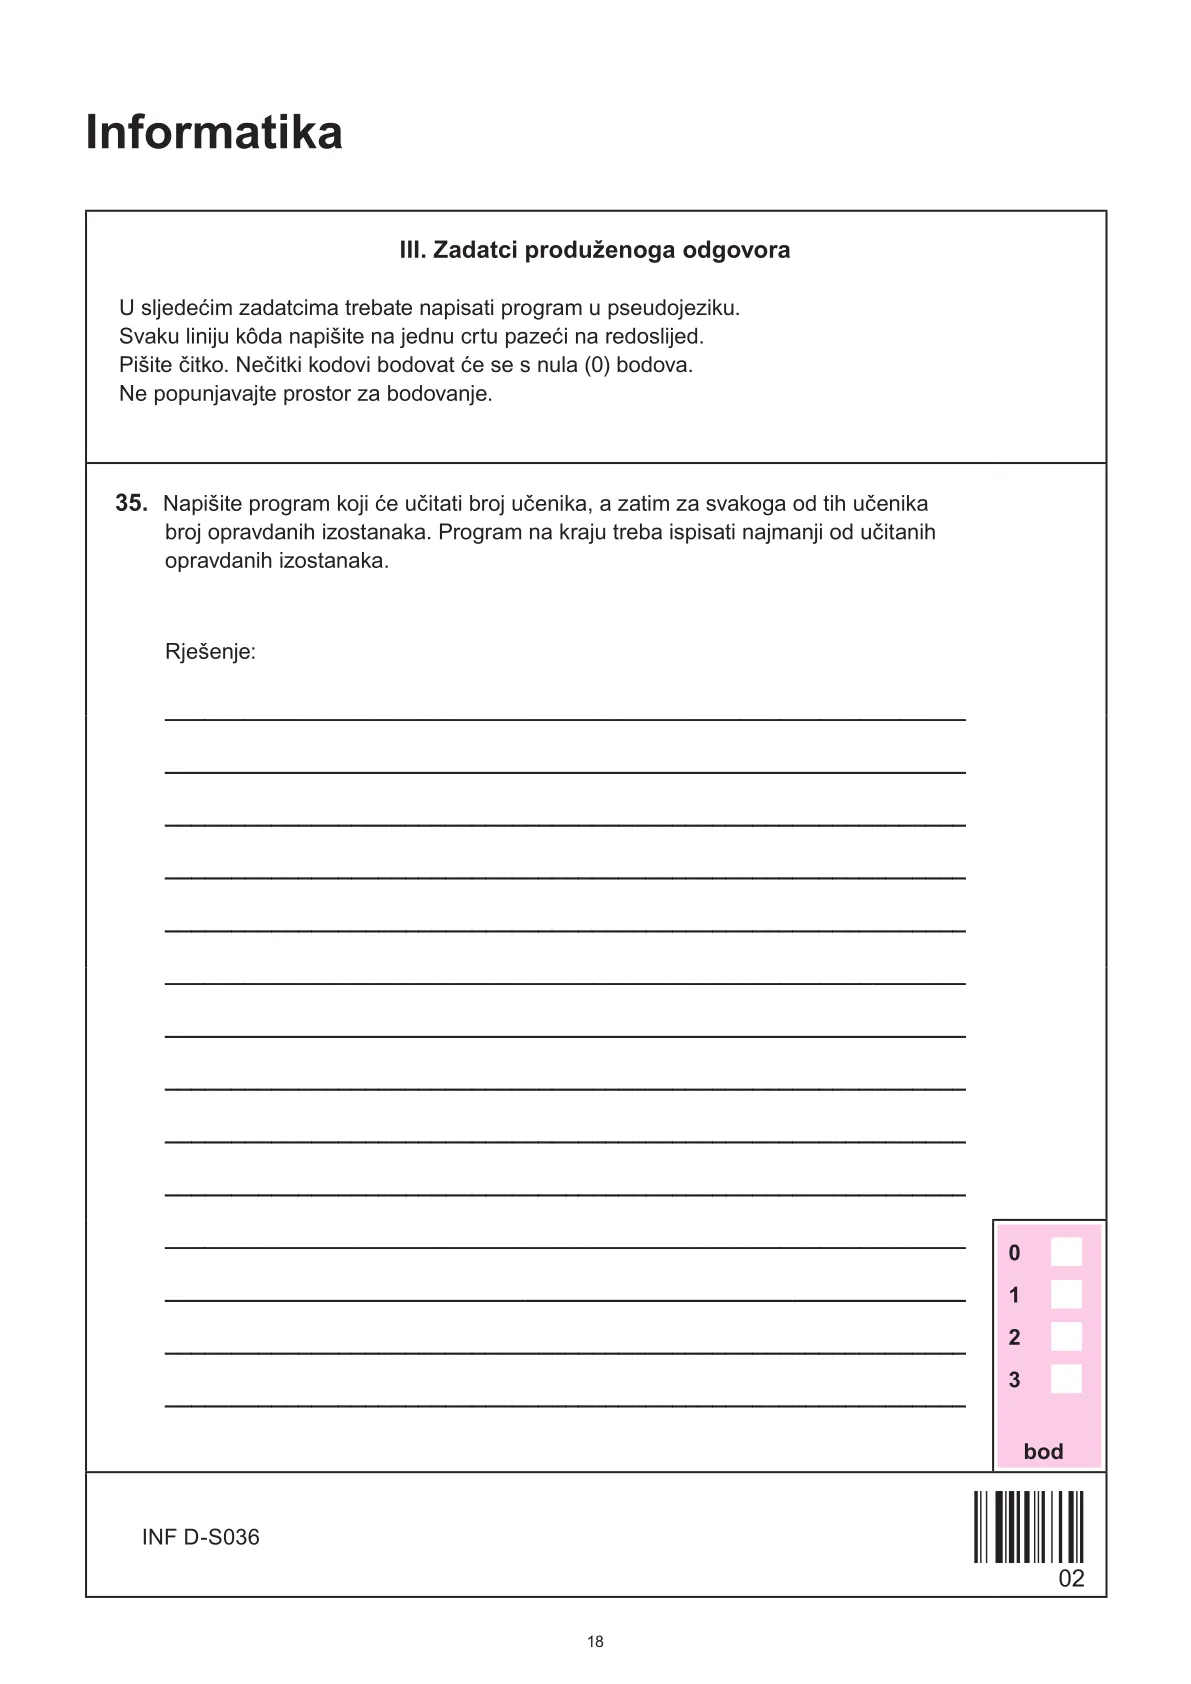 Informatika
III. Zadatci produženoga odgovora
U sljedećim zadatcima trebate napisati program u pseudojeziku.
Svaku liniju kôda napišite na jednu crtu pazeći na redoslijed.
Pišite čitko. Nečitki kodovi bodovat će se s nula (0) bodova.
Ne popunjavajte prostor za bodovanje.
35. Napišite program koji će učitati broj učenika, a zatim za svakoga od tih učenika
broj opravdanih izostanaka. Program na kraju treba ispisati najmanji od učitanih
opravdanih izostanaka.
Rješenje:
0
1
2
3
bod
INF D-S036
02
18